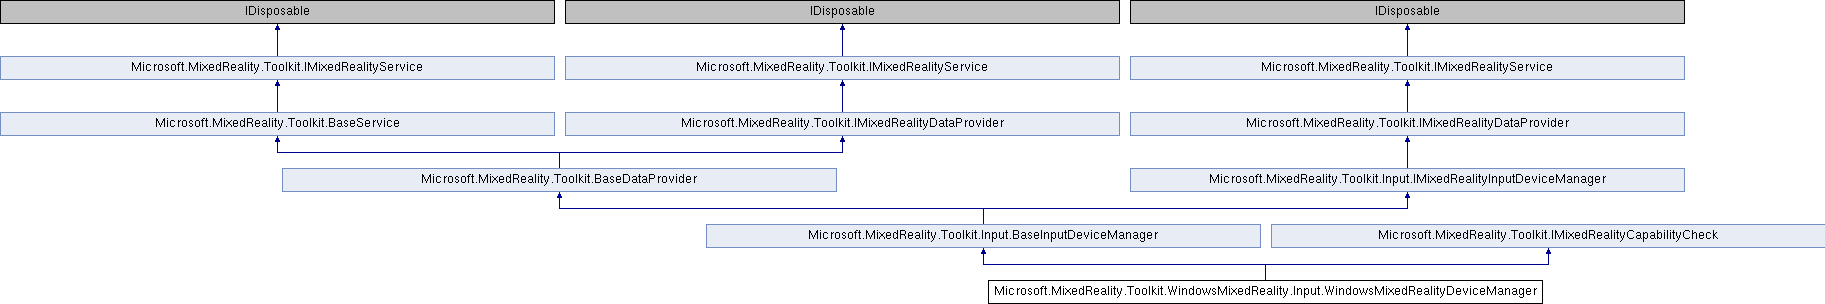 IDisposable
IDisposable
IDisposable
Microsoft.MixedReality.Toolkit.IMixedRealityService
Microsoft.MixedReality.Toolkit.IMixedRealityService
Microsoft.MixedReality.Toolkit.IMixedRealityService
Microsoft.MixedReality.Toolkit.BaseService
Microsoft.MixedReality.Toolkit.IMixedRealityDataProvider
Microsoft.MixedReality.Toolkit.IMixedRealityDataProvider
Microsoft.MixedReality.Toolkit.BaseDataProvider
Microsoft.MixedReality.Toolkit.Input.IMixedRealityInputDeviceManager
Microsoft.MixedReality.Toolkit.Input.BaseInputDeviceManager
Microsoft.MixedReality.Toolkit.IMixedRealityCapabilityCheck
Microsoft.MixedReality.Toolkit.WindowsMixedReality.Input.WindowsMixedRealityDeviceManager